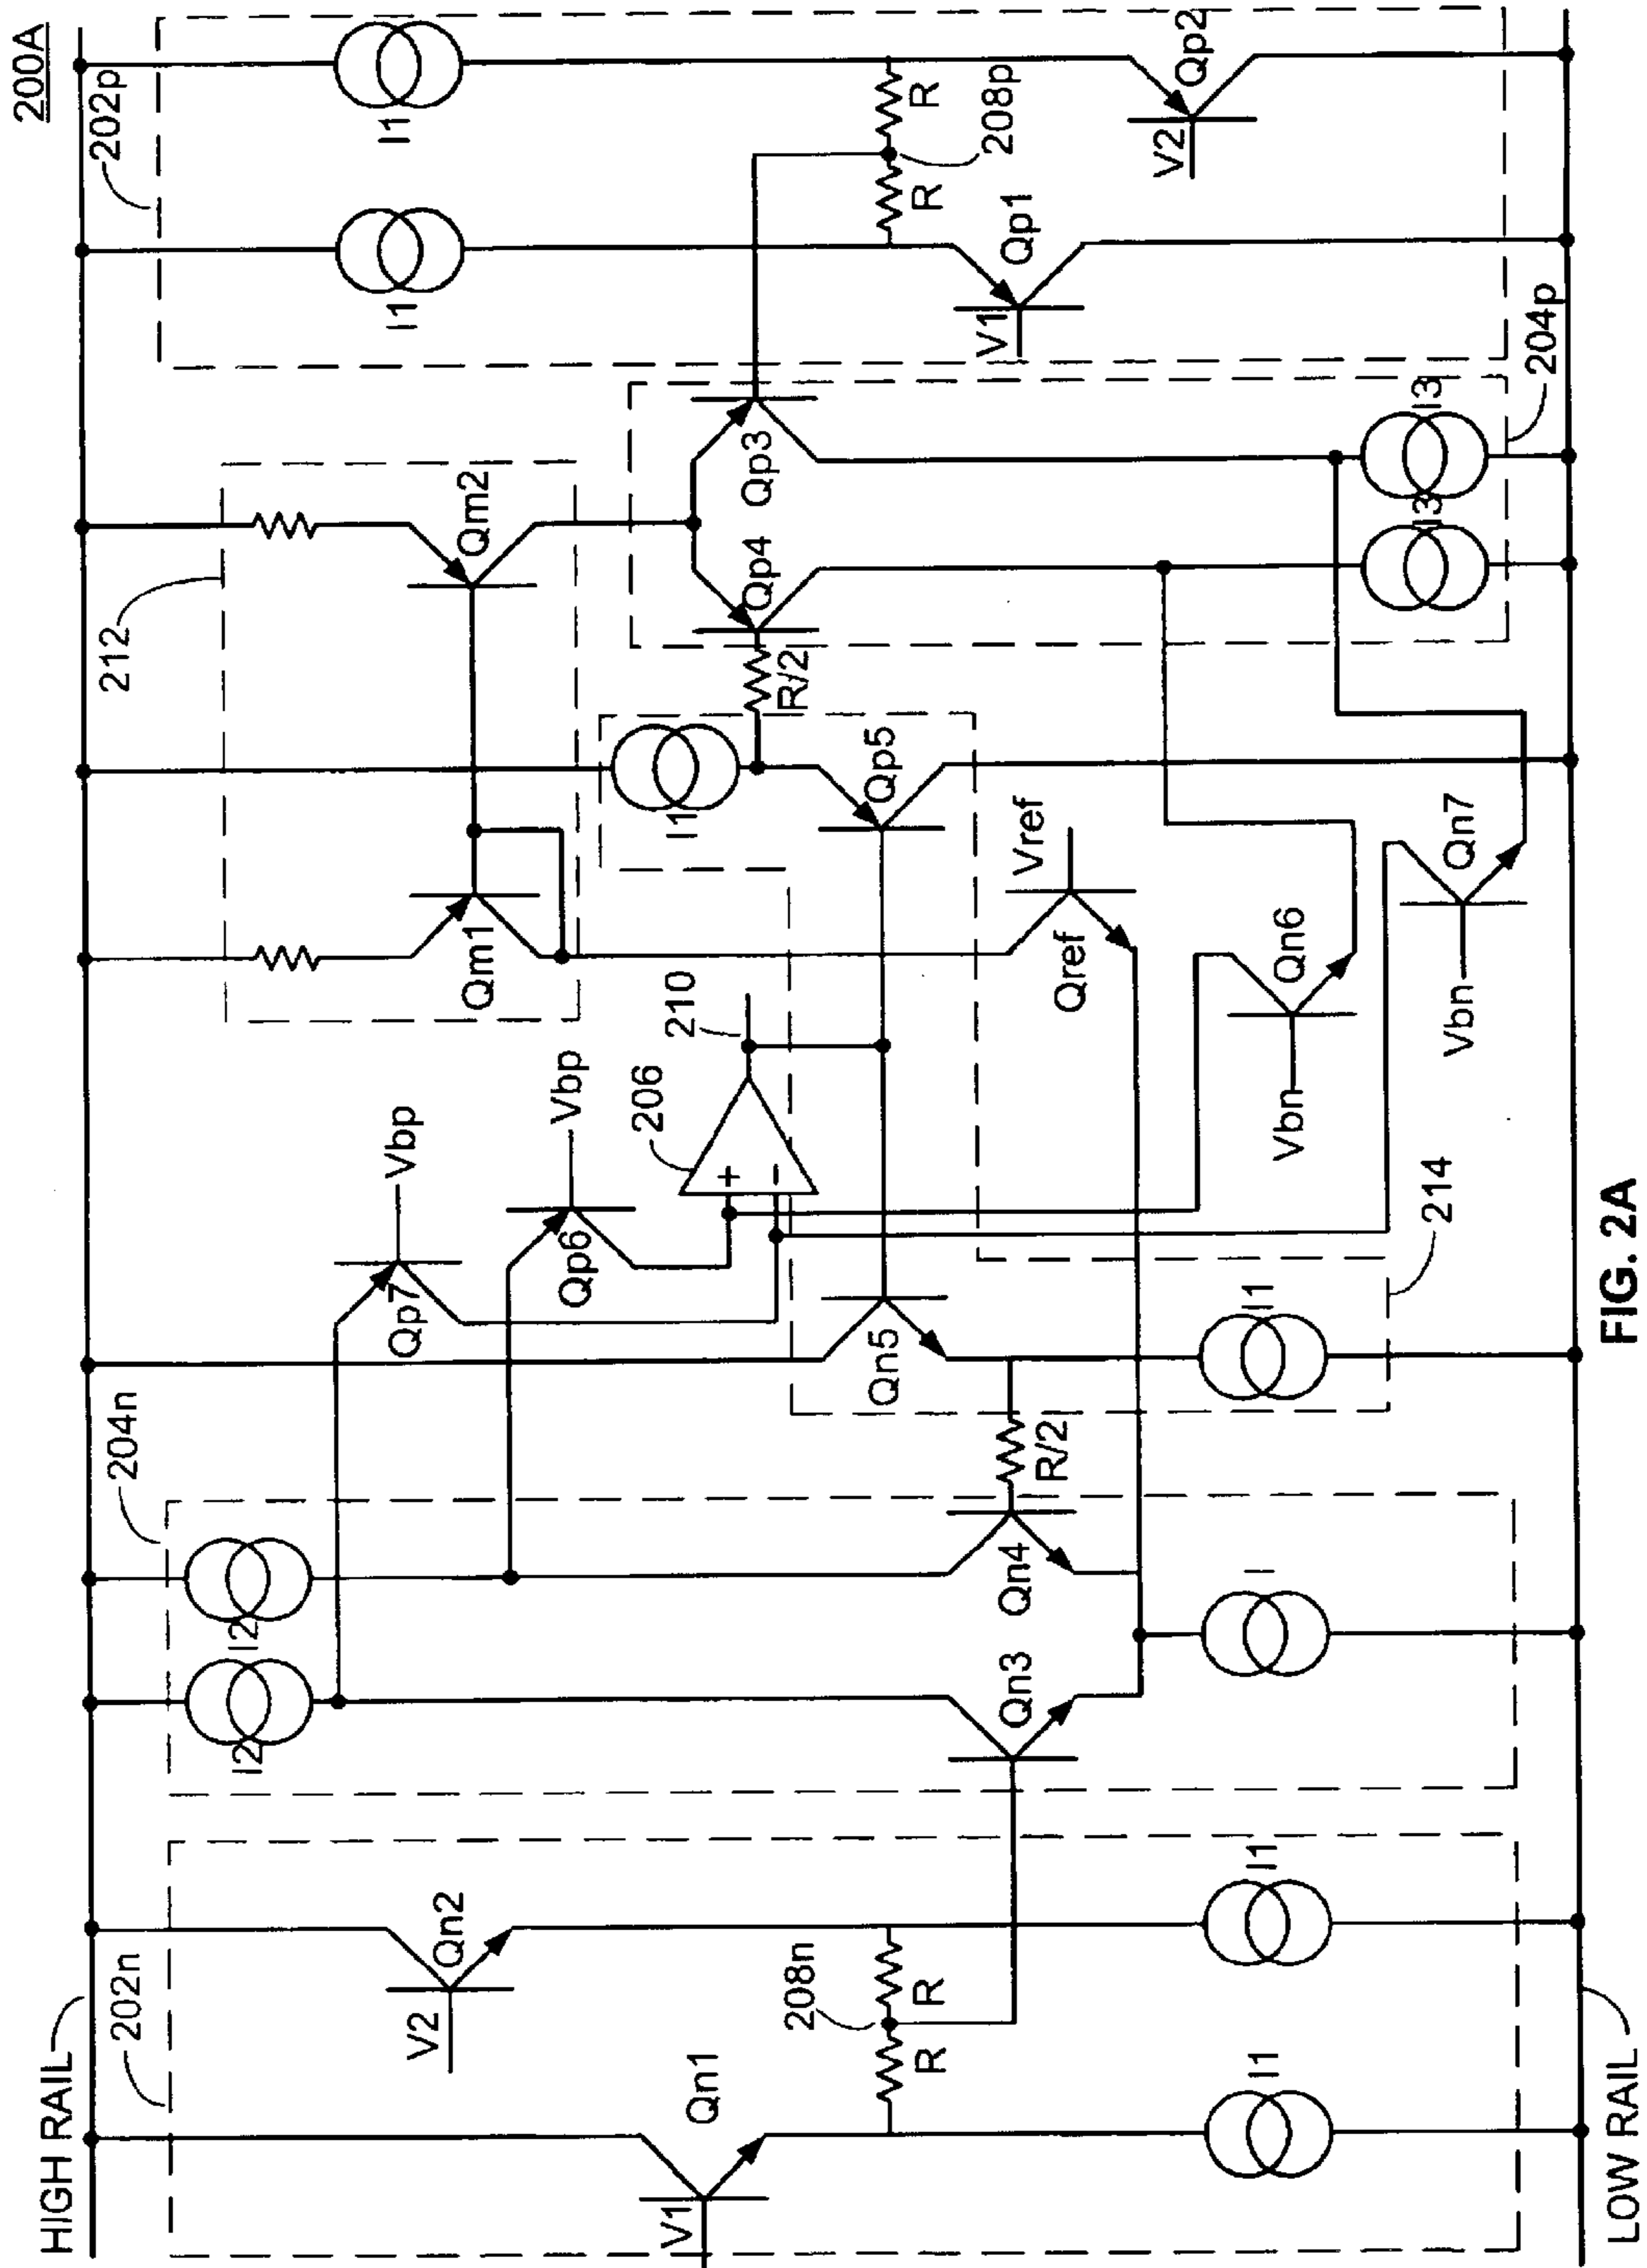 200A
HIGH RAIL
202n
V1
Qn1
V2
Qn2
208n
R
R
I1
I1
LOW RAIL
204n
I2
I2
Qn3
Qn4
I
R/2
Qn5
I1
214
Qp7
Vbp
Qp6
Vbp
206
+
−
210
Qm1
212
Qm2
Qref
Vref
I1
Qp5
R/2
Vbn
Qn6
Vbn
Qn7
Qp4
Qp3
I3
I3
204p
202p
I1
I1
R
R
208p
V1
Qp1
V2
Qp2
FIG. 2A